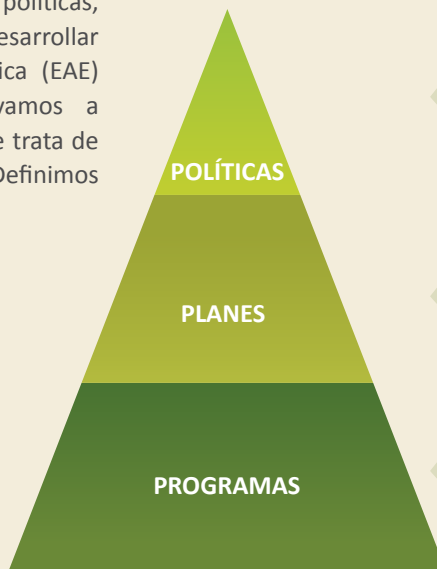 políticas,
esarrollar
ica (EAE)
vamos a
e trata de
Definimos
POLÍTICAS
PLANES
PROGRAMAS